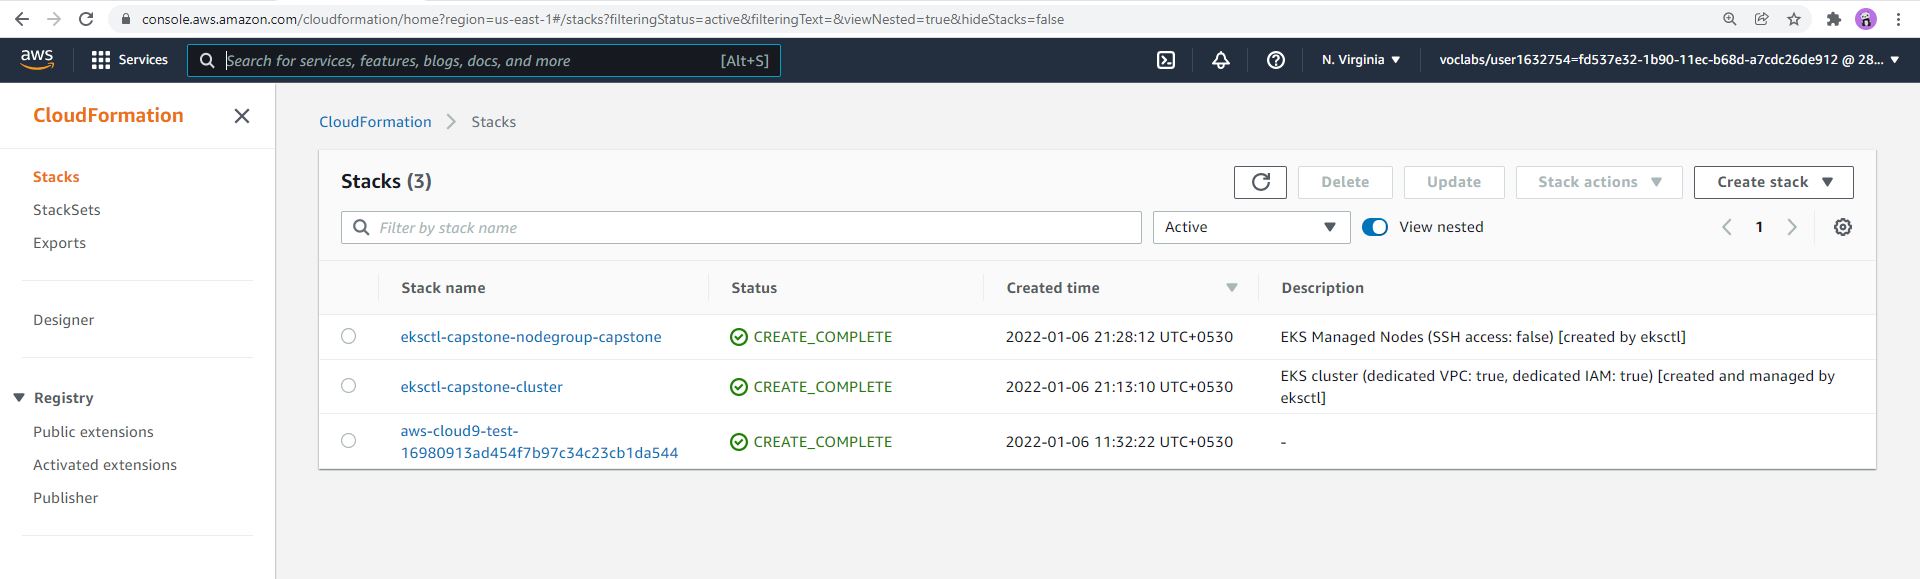 console.aws.amazon.com/cloudformation/home?region=us-east-1#/stacks?filteringStatus=active&filteringText=&viewNested=true&hideStacks=false
aws
Services
Search for services, features, blogs, docs, and more
[Alt+S]
N. Virginia
voclabs/user1632754=fd537e32-1b90-11ec-b68d-a7cdc26de912 @ 28...
CloudFormation
Stacks
StackSets
Exports
Designer
Registry
Public extensions
Activated extensions
Publisher
CloudFormation
Stacks
Stacks (3)
Delete
Update
Stack actions
Create stack
Filter by stack name
Active
View nested
1
Stack name
Status
Created time
Description
eksctl-capstone-nodegroup-capstone
CREATE_COMPLETE
2022-01-06 21:28:12 UTC+0530
EKS Managed Nodes (SSH access: false) [created by eksctl]
eksctl-capstone-cluster
CREATE_COMPLETE
2022-01-06 21:13:10 UTC+0530
EKS cluster (dedicated VPC: true, dedicated IAM: true) [created and managed by
eksctl]
aws-cloud9-test-
16980913ad454f7b97c34c23cb1da544
CREATE_COMPLETE
2022-01-06 11:32:22 UTC+0530
-